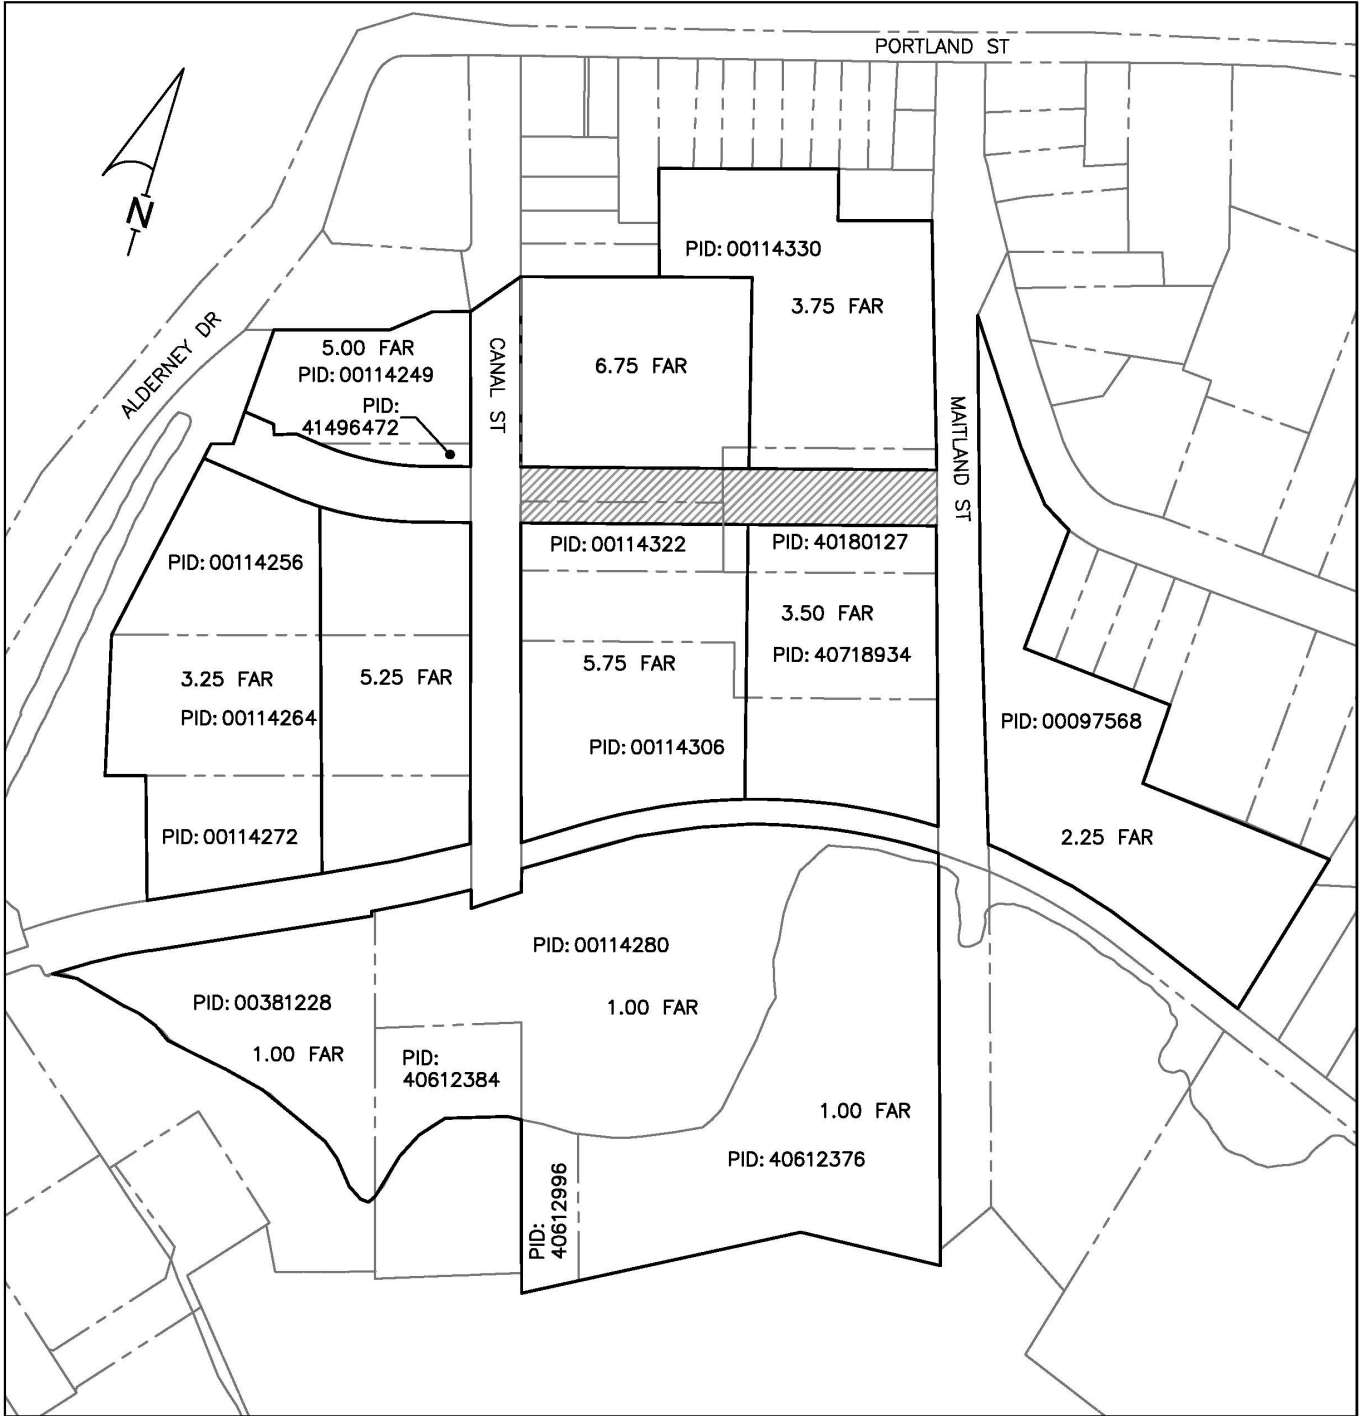 PORTLAND ST
N
PID: 00114330
3.75 FAR
ALDERNEY DR
5.00 FAR
PID: 00114249
PID:
41496472
CANAL ST
6.75 FAR
MAITLAND ST
PID: 00114256
PID: 00114322
PID: 40180127
3.50 FAR
PID: 40718934
3.25 FAR
PID: 00114264
5.25 FAR
5.75 FAR
PID: 00114306
PID: 00097568
PID: 00114272
2.25 FAR
PID: 00114280
1.00 FAR
PID: 00381228
1.00 FAR
PID:
40612384
1.00 FAR
PID: 40612376
PID:
40612996